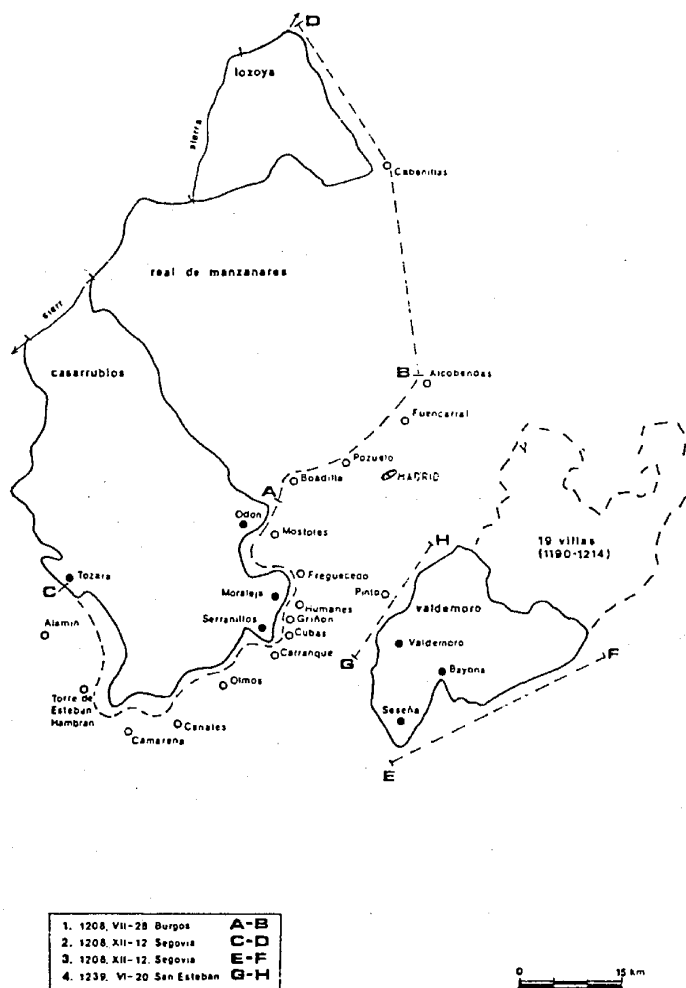 D
lozoya
sierra
Cabanillas
real de manzanares
sierr
casarrubios
B
Alcobendas
Fuencarral
Pozuelo
MADRID
Boadilla
A
Odon
Mostoles
19 villas
(1190-1214)
H
C
Tozara
Freguecedo
Moraleja
Humanes
Pinto
valdemoro
Griñon
Serranillos
Cubas
Alamin
Carranque
Valdemoro
G
F
Bayona
Olmos
Torre de
Esteban
Hambran
Canales
Camarena
Seseña
E
1. 1208, VII-28 Burgos A-B
2. 1208, XII-12 Segovia C-D
3. 1208, XII-12. Segovia E-F
4. 1239, VI-20 San Esteban G-H
0 15 km